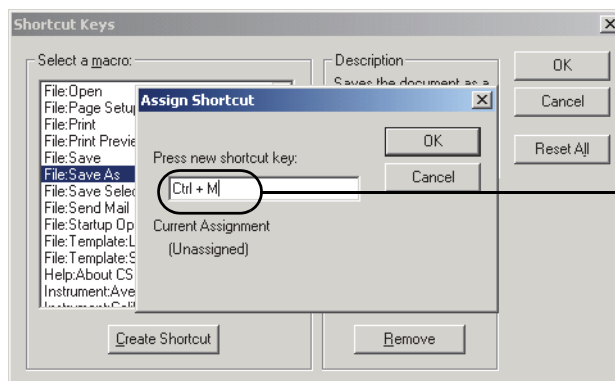 Shortcut Keys
Select a macro:
File:Open
File:Page Setu
File:Print
File:Print Previe
File:Save
File:Save As
File:Save Selec
File:Send Mail
File:Startup Op
File:Template:L
File:Template:S
Help:About CS
Instrument:Ave
Create Shortcut
Description
Saves the document as a
Remove
OK
Cancel
Reset All
Assign Shortcut
Press new shortcut key:
Ctrl + M
Current Assignment
(Unassigned)
OK
Cancel